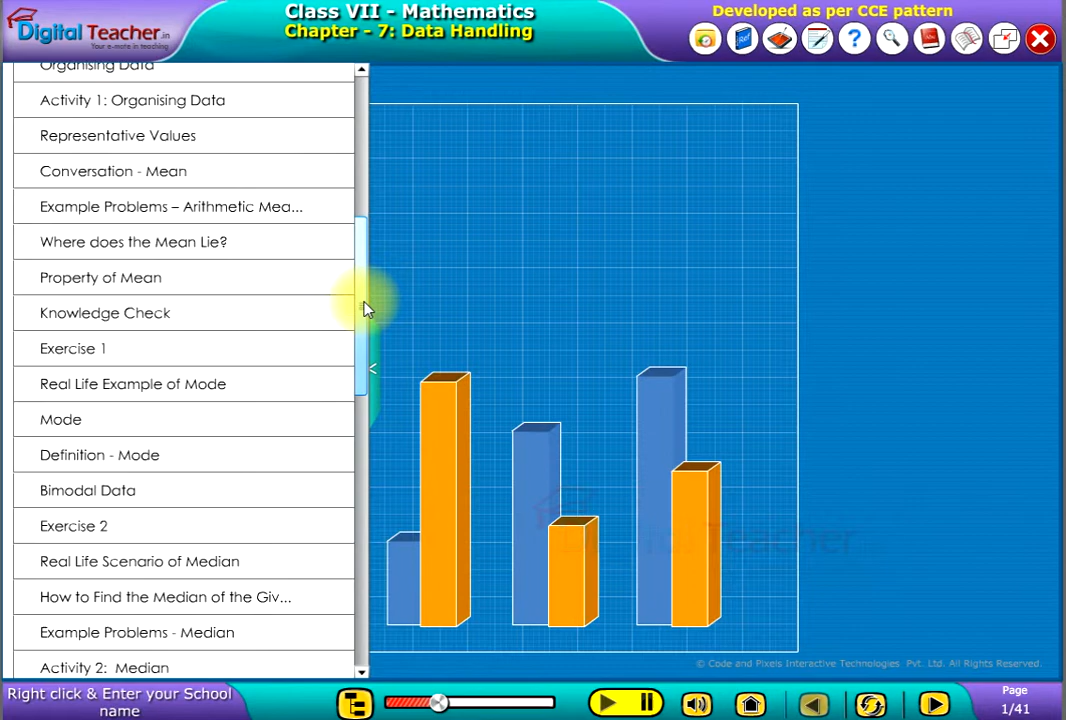 Digital Teacher.in
Your e-mate in teaching
Class VII - Mathematics
Chapter - 7: Data Handling
Developed as per CCE pattern
Organising Data
Activity 1: Organising Data
Representative Values
Conversation - Mean
Example Problems – Arithmetic Mea...
Where does the Mean Lie?
Property of Mean
Knowledge Check
Exercise 1
Real Life Example of Mode
Mode
Definition - Mode
Bimodal Data
Exercise 2
Real Life Scenario of Median
How to Find the Median of the Giv...
Example Problems - Median
Activity 2: Median
<
Digital Teacher
© Code and Pixels Interactive Technologies Pvt. Ltd. All Rights Reserved.
Right click & Enter your School
name
Page
1/41